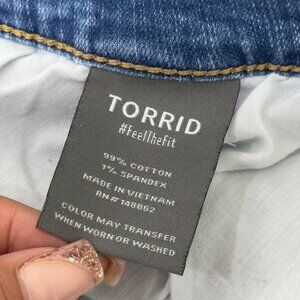 TORRID
#FeelTheFit
99% COTTON
1% SPANDEX
MADE IN VIETNAM
RN# 148862
COLOR MAY TRANSFER
WHEN WORN OR WASHED